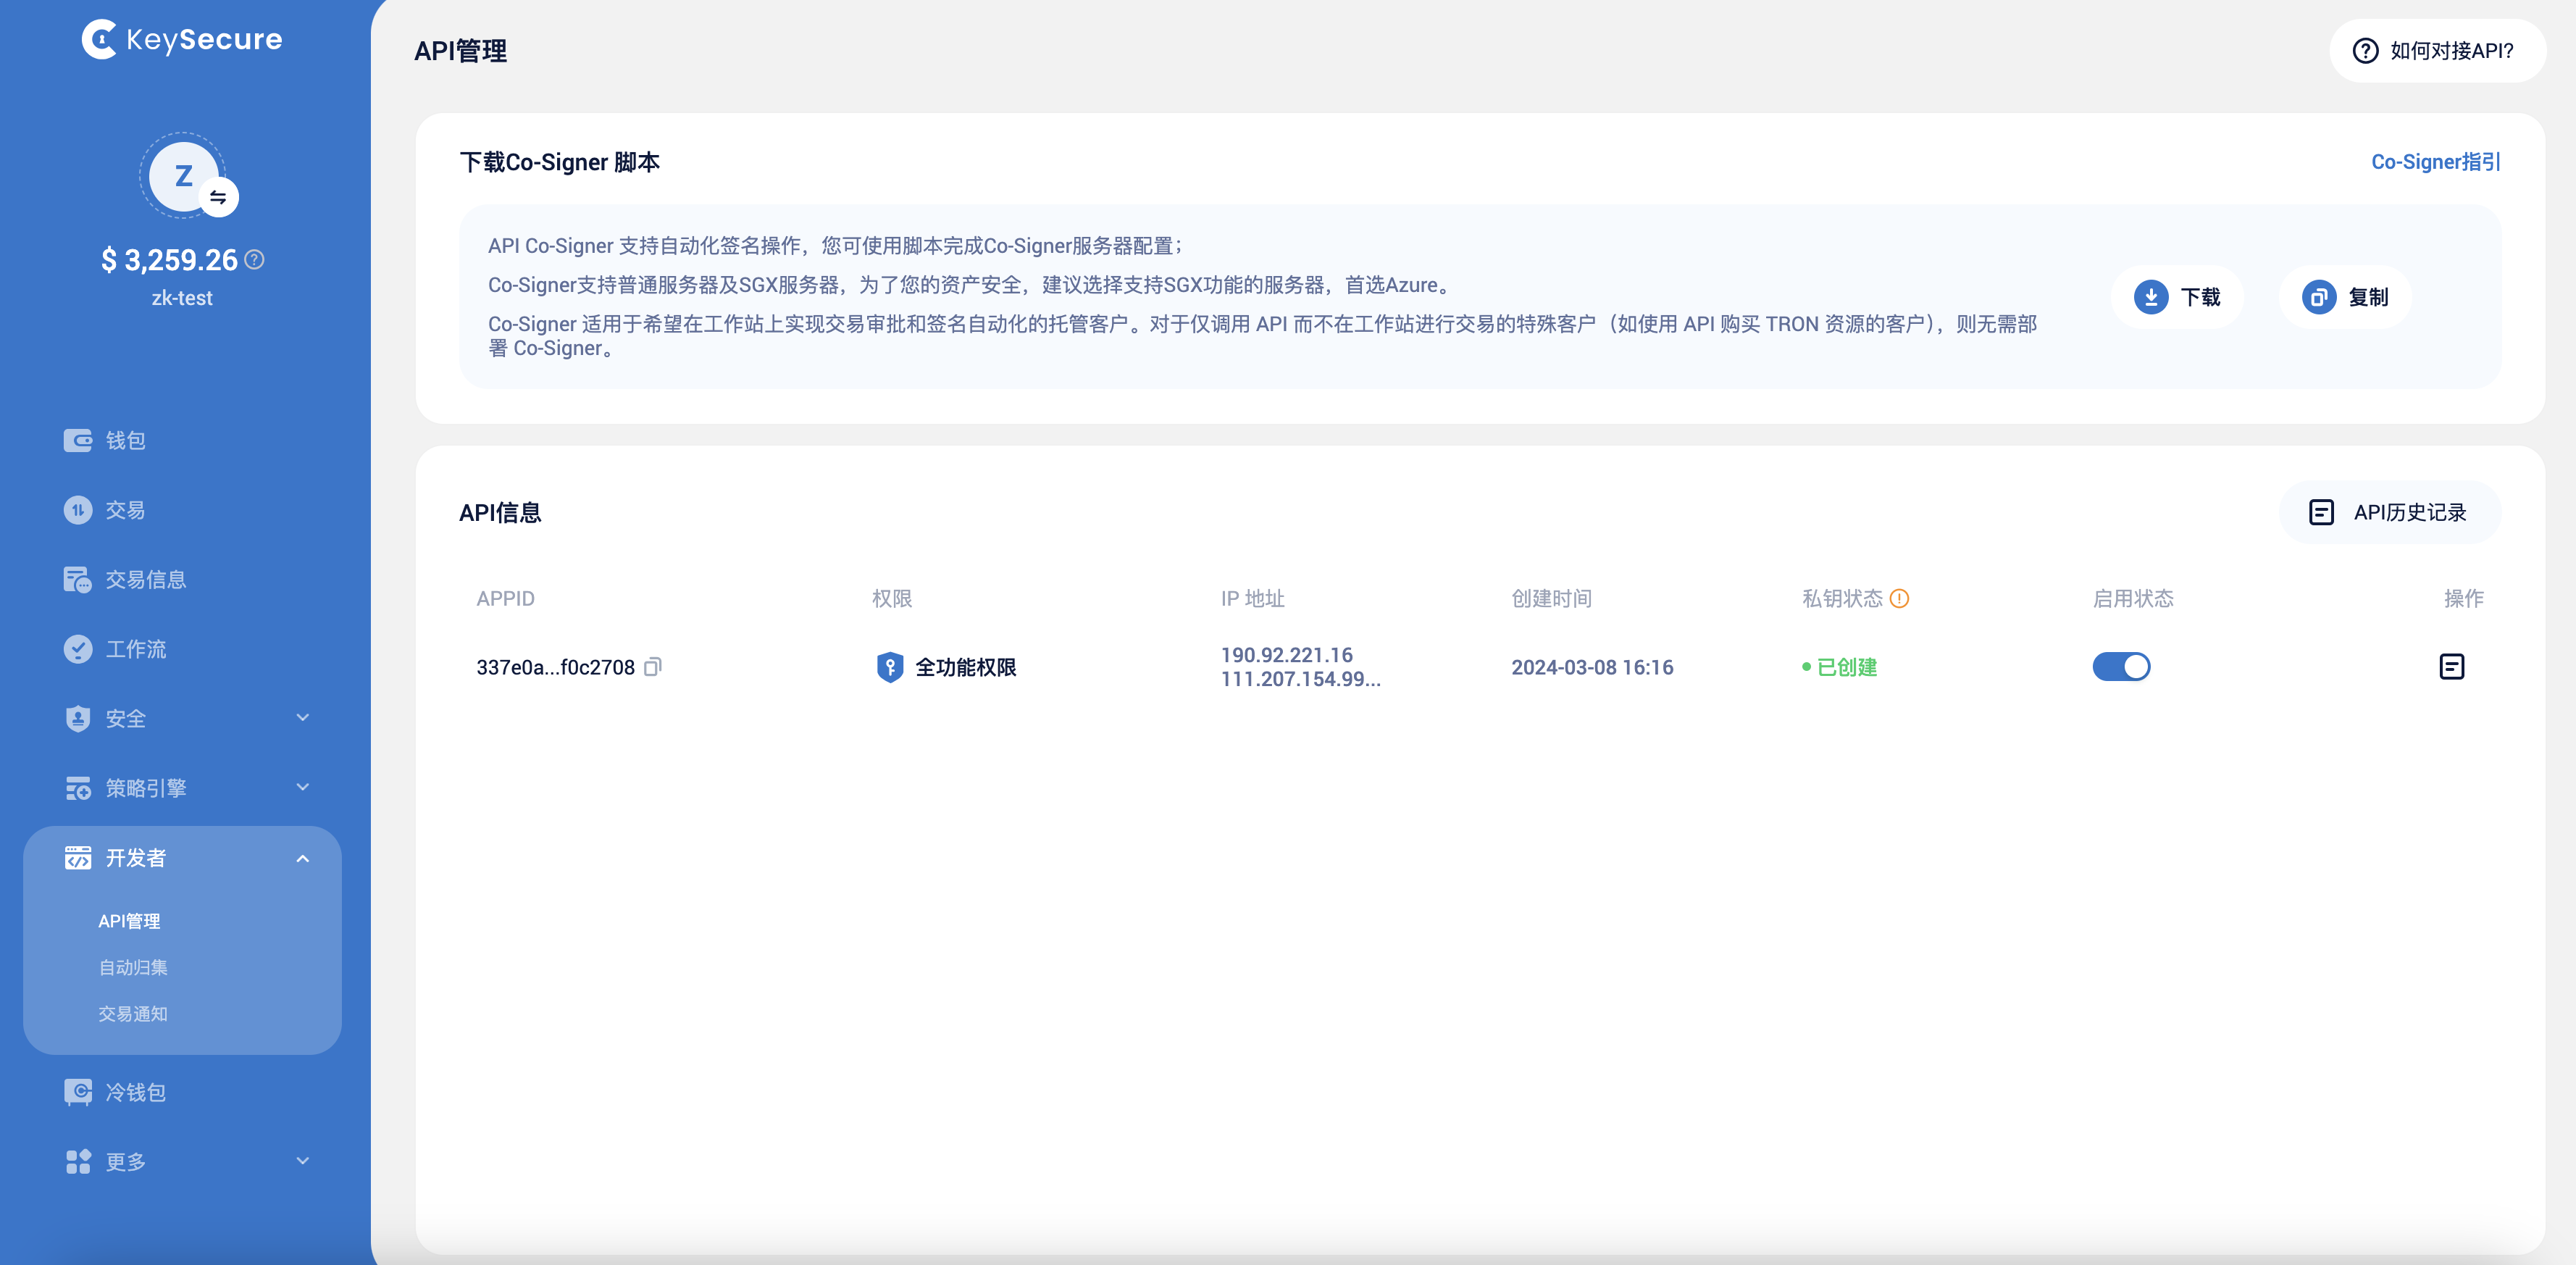 KeySecure
Z
$ 3,259.26
zk-test
钱包
交易
交易信息
工作流
安全
策略引擎
开发者
API管理
自动归集
交易通知
冷钱包
更多
API管理
如何对接API?
下载Co-Signer 脚本
Co-Signer指引
API Co-Signer 支持自动化签名操作，您可使用脚本完成Co-Signer服务器配置；
Co-Signer支持普通服务器及SGX服务器，为了您的资产安全，建议选择支持SGX功能的服务器，首选Azure。
Co-Signer 适用于希望在工作站上实现交易审批和签名自动化的托管客户。对于仅调用 API 而不在工作站进行交易的特殊客户（如使用 API 购买 TRON 资源的客户），则无需部
署 Co-Signer。
下载
复制
API信息
API历史记录
APPID 权限 IP 地址 创建时间 私钥状态 启用状态 操作
337e0a...f0c2708 全功能权限 190.92.221.16
111.207.154.99...
2024-03-08 16:16 已创建